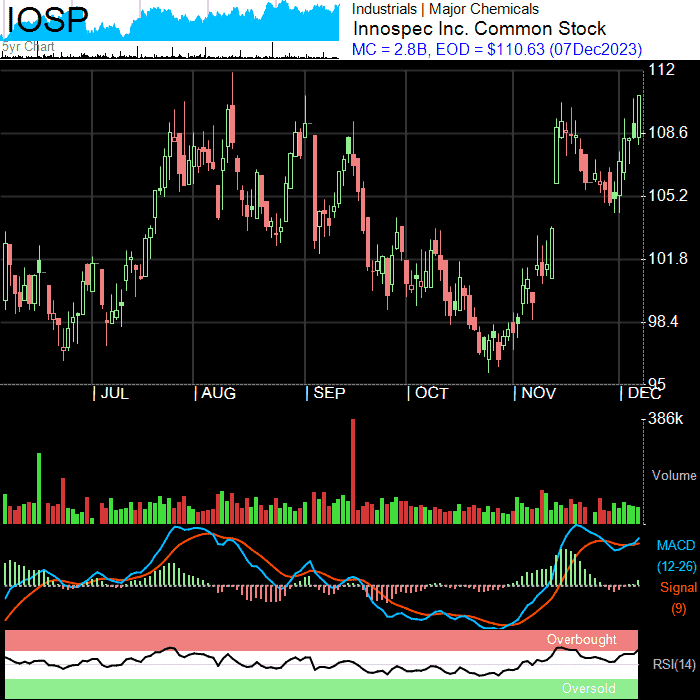 IOSP
5yr Chart
Industrials | Major Chemicals
Innospec Inc. Common Stock
MC = 2.8B, EOD = $110.63 (07Dec2023)
112
108.6
105.2
101.8
98.4
95
JUL AUG SEP OCT NOV DEC
386k
Volume
MACD
(12-26)
Signal
(9)
Overbought
RSI(14)
Oversold